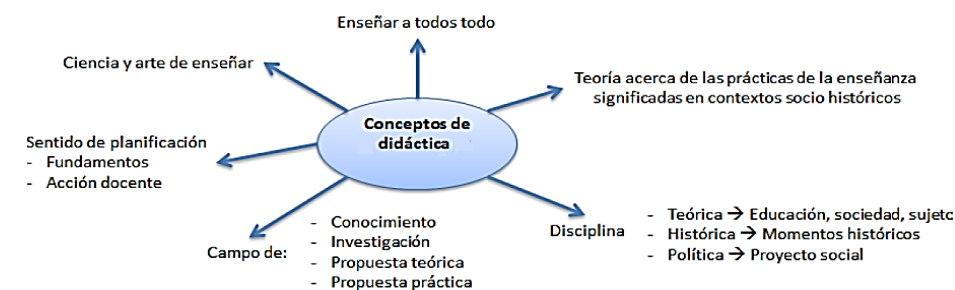 Enseñar a todos todo
Ciencia y arte de enseñar
Teoría acerca de las prácticas de la enseñanza
significadas en contextos socio históricos
Conceptos de
didáctica
Sentido de planificación
- Fundamentos
- Acción docente
Campo de:
- Conocimiento
- Investigación
- Propuesta teórica
- Propuesta práctica
Disciplina
- Teórica → Educación, sociedad, sujeto
- Histórica → Momentos históricos
- Política → Proyecto social